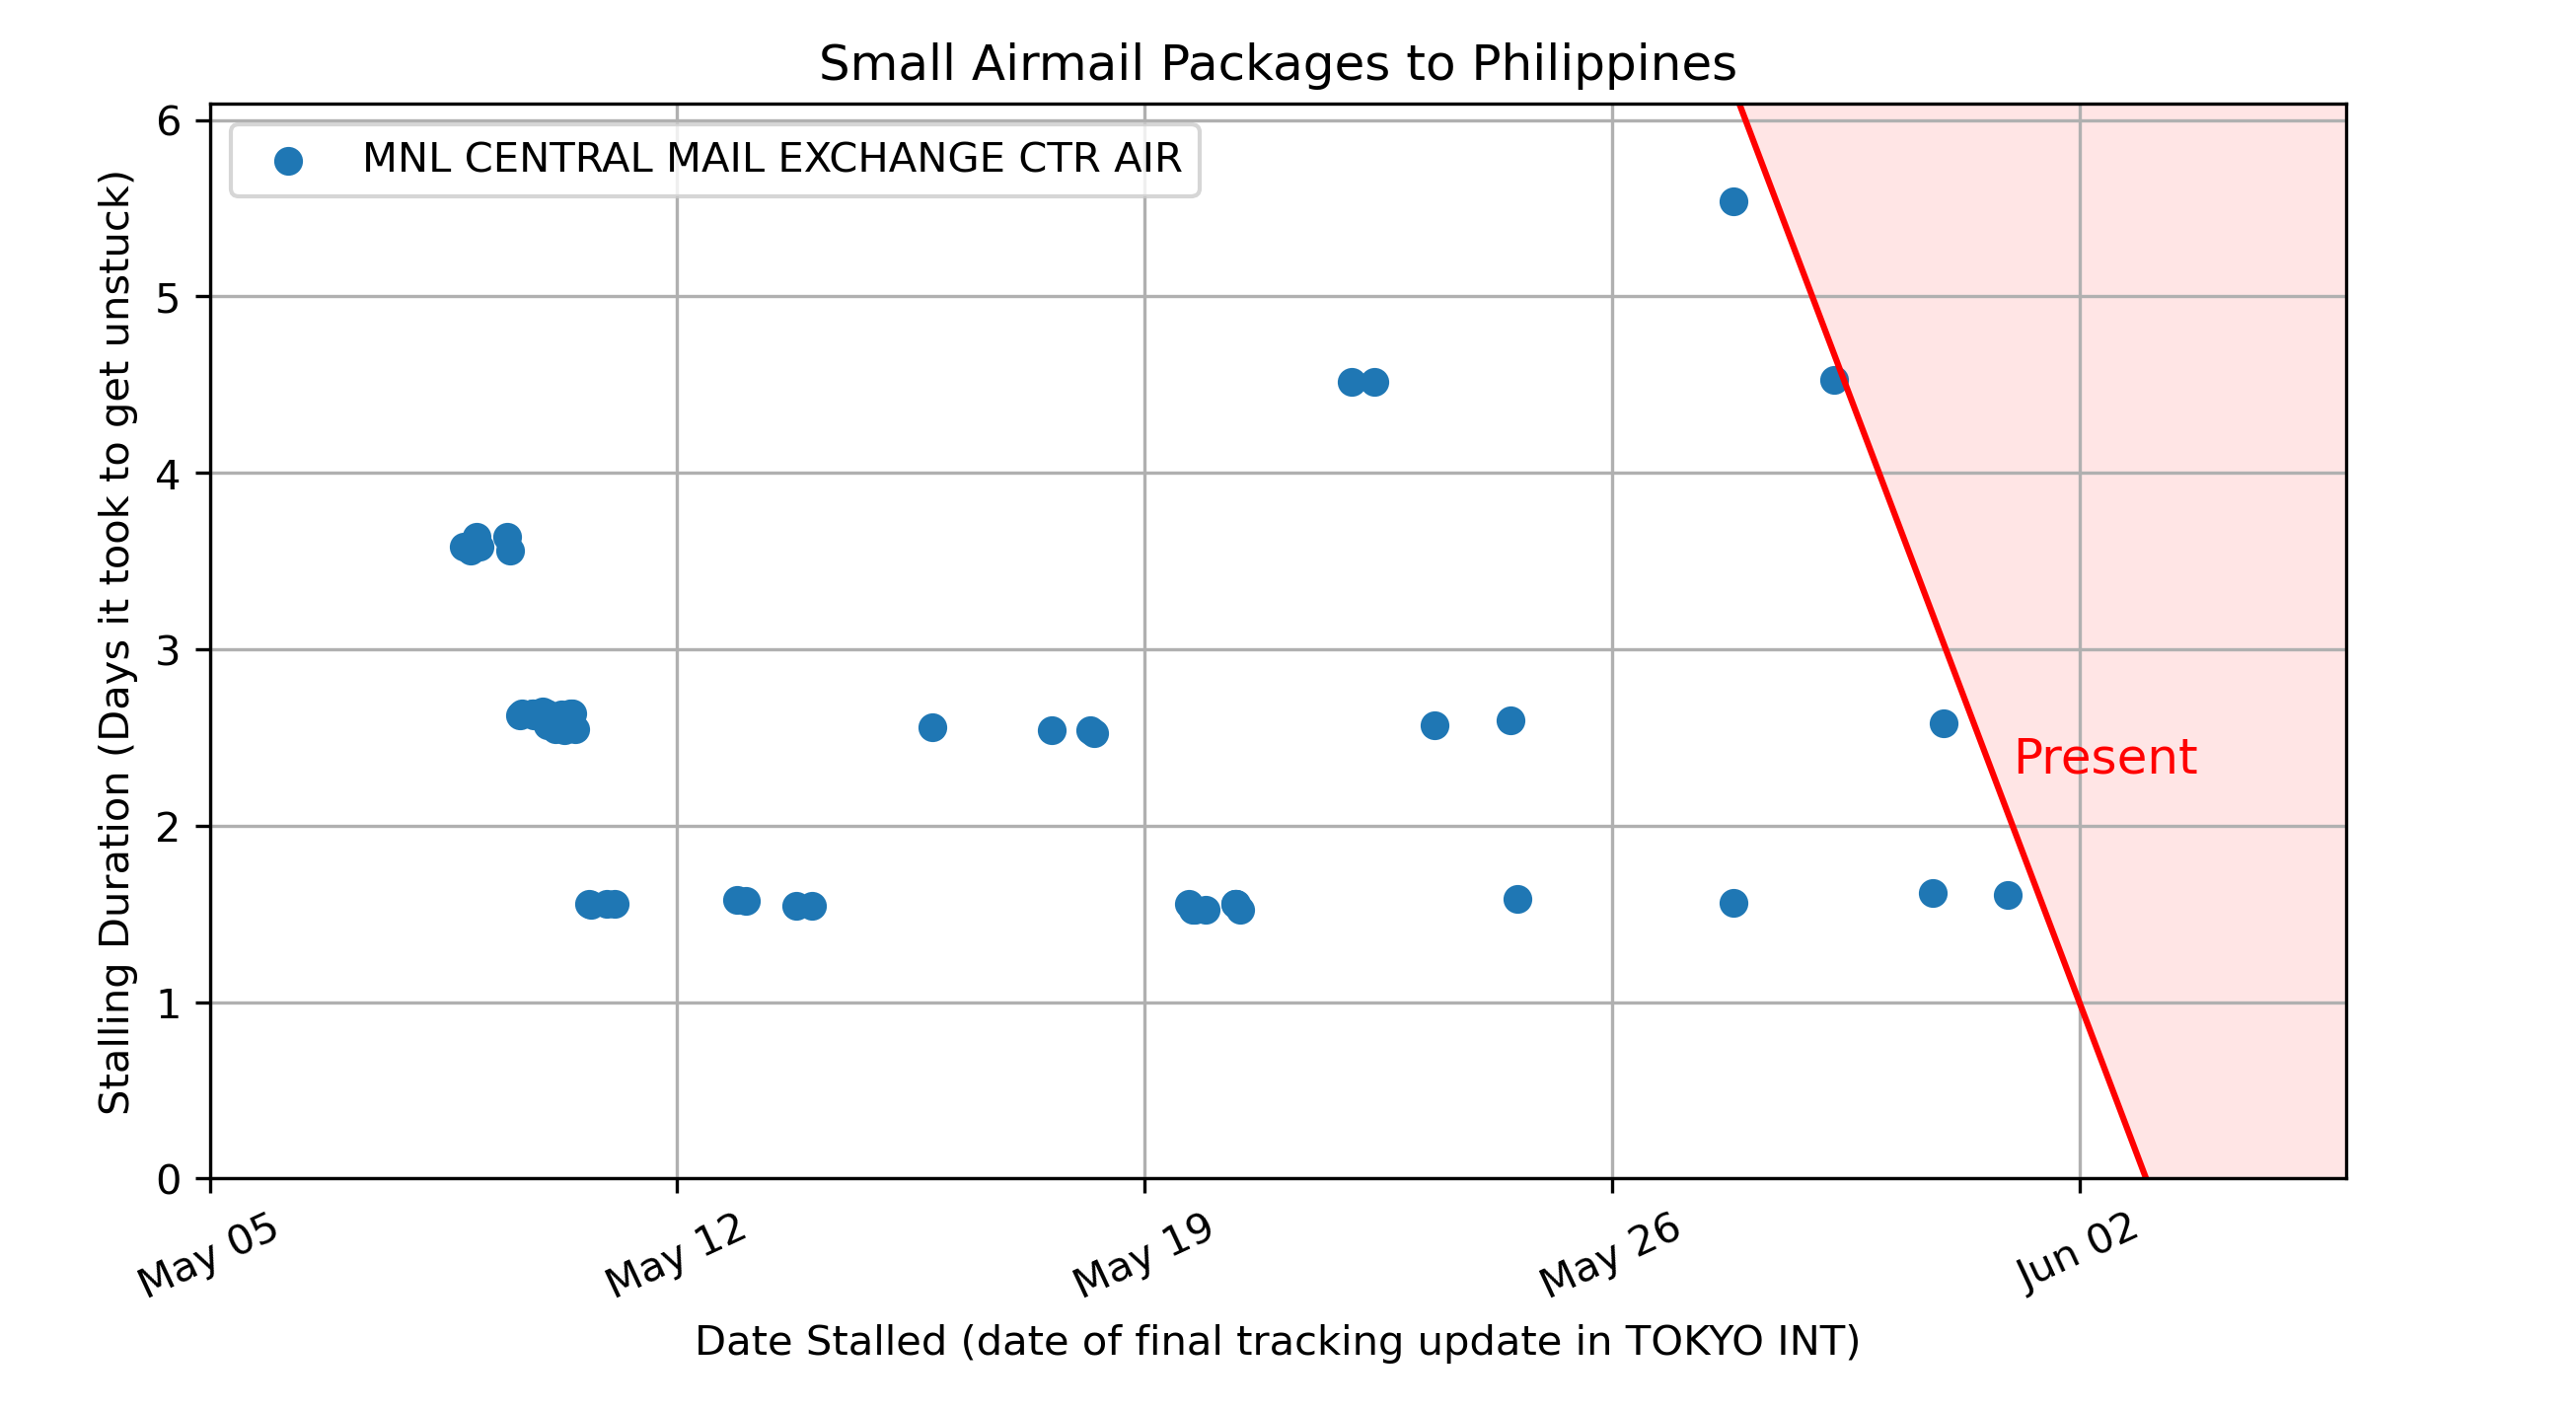 Small Airmail Packages to Philippines
MNL CENTRAL MAIL EXCHANGE CTR AIR
Stalling Duration (Days it took to get unstuck)
6
5
4
3
2
1
0
Present
May 05
May 12
May 19
May 26
Jun 02
Date Stalled (date of final tracking update in TOKYO INT)